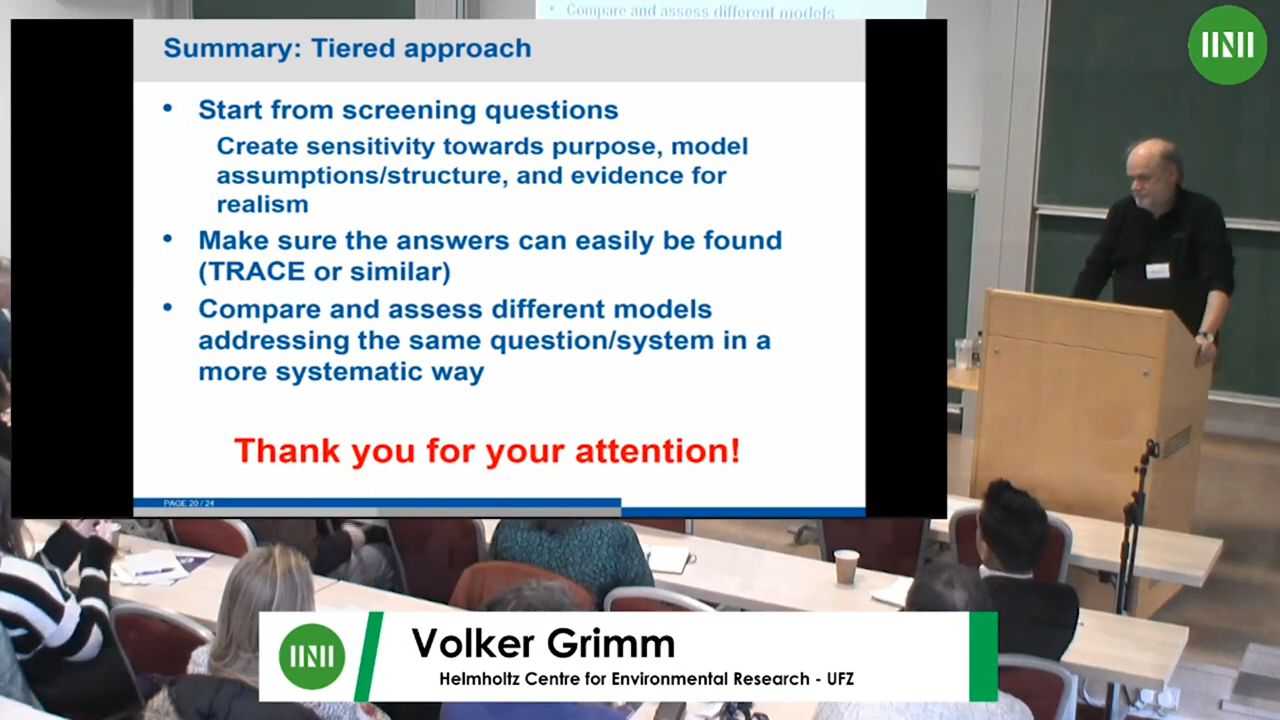 Compare and assess different models
Summary: Tiered approach
• Start from screening questions
Create sensitivity towards purpose, model
assumptions/structure, and evidence for
realism
• Make sure the answers can easily be found
(TRACE or similar)
• Compare and assess different models
addressing the same question/system in a
more systematic way
Thank you for your attention!
PAGE 20 / 24
Volker Grimm
Helmholtz Centre for Environmental Research - UFZ